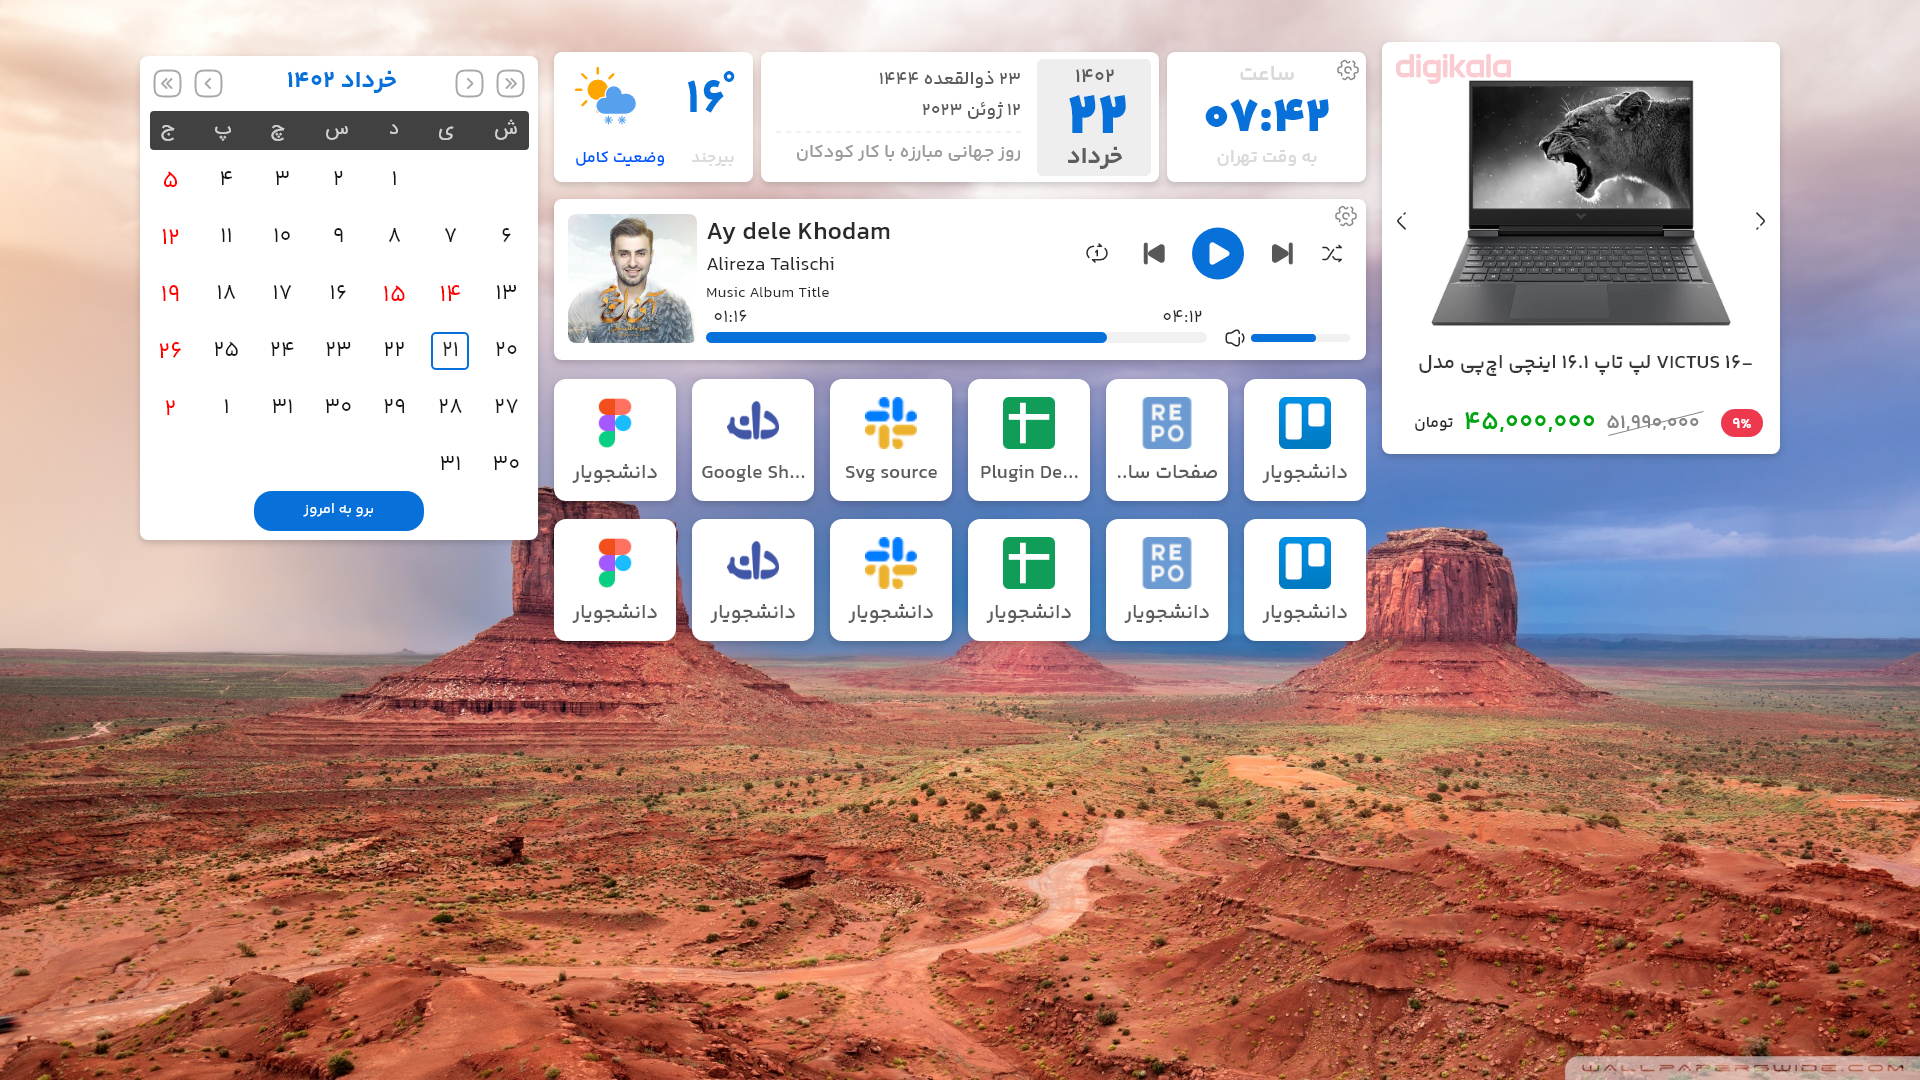 خرداد ۱۴۰۲
ش ی د س چ پ ج
۱ ۲ ۳ ۴ ۵
۶ ۷ ۸ ۹ ۱۰ ۱۱ ۱۲
۱۳ ۱۴ ۱۵ ۱۶ ۱۷ ۱۸ ۱۹
۲۰ ۲۱ ۲۲ ۲۳ ۲۴ ۲۵ ۲۶
۲۷ ۲۸ ۲۹ ۳۰ ۳۱ ۱ ۲
۳۰ ۳۱
برو به امروز
۱۶°
بیرجند
وضعیت کامل
۱۴۰۲
۲۲
خرداد
۲۳ ذوالقعده ۱۴۴۴
۱۲ ژوئن ۲۰۲۳
روز جهانی مبارزه با کار کودکان
ساعت
۰۷:۴۲
به وقت تهران
Ay dele Khodam
Alireza Talischi
Music Album Title
۰۱:۱۶
۰۴:۱۲
digikala
لپ تاپ ۱۶.۱ اینچی اچ‌پی مدل VICTUS ۱۶-
۹%
۵۱,۹۹۰,۰۰۰
۴۵,۰۰۰,۰۰۰ تومان
REPO
دانشجویار
Google Sh...
Svg source
Plugin De...
صفحات سا..
دانشجویار
REPO
دانشجویار
دانشجویار
دانشجویار
دانشجویار
دانشجویار
دانشجویار
WALLPAPERSWIDE.COM